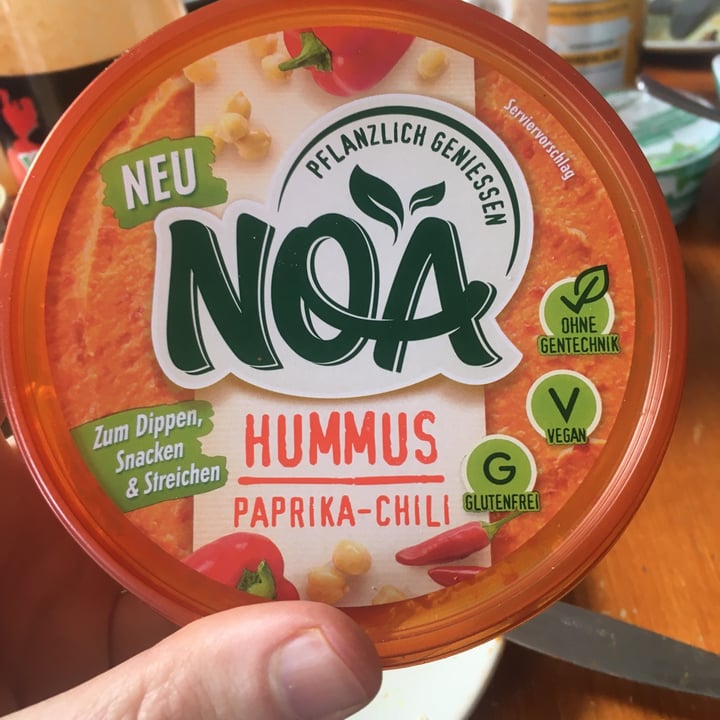 NEU
PFLANZLICH GENIESSEN
Serviervorschlag
NOA
OHNE
GENTECHNIK
V
VEGAN
G
GLUTENFREI
Zum Dippen,
Snacken
& Streichen
HUMMUS
PAPRIKA-CHILI